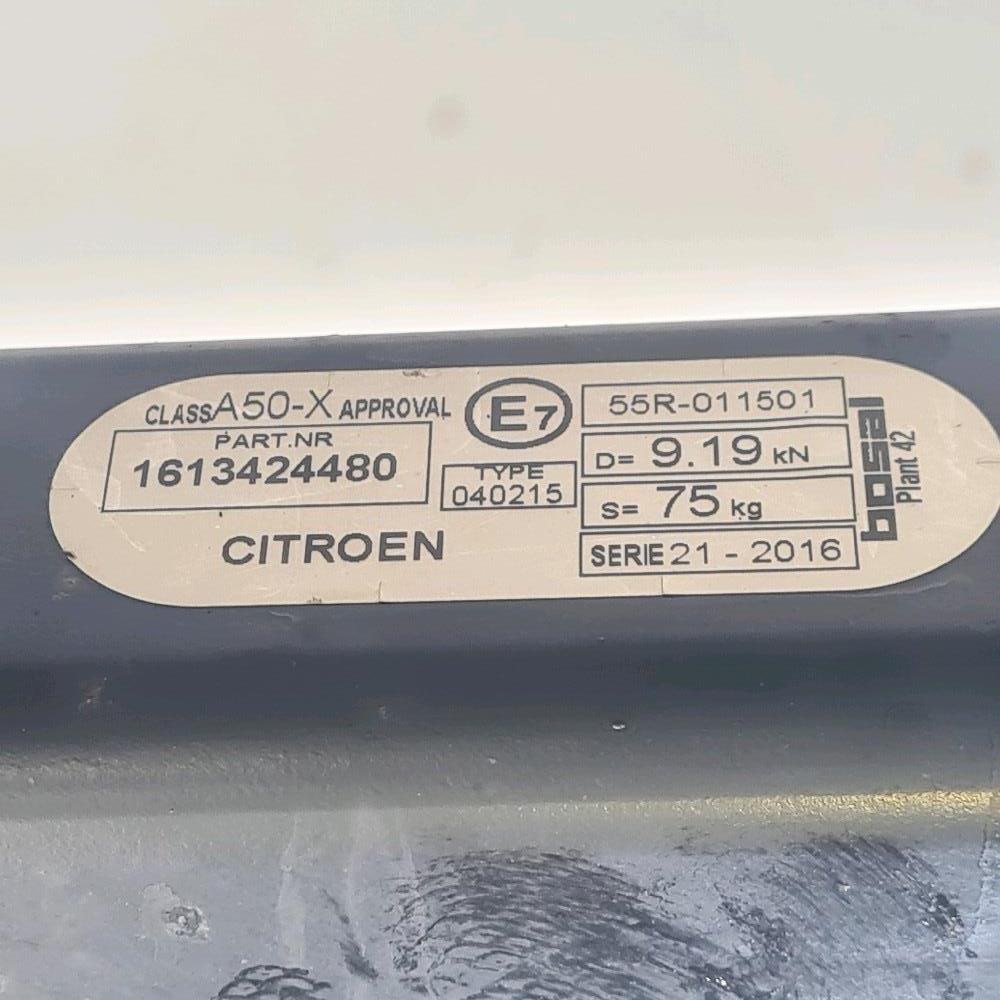 CLASS A50-X APPROVAL
PART.NR
1613424480
CITROEN
E7
TYPE
040215
55R-011501
D= 9.19 kN
S= 75 kg
SERIE 21 - 2016
bosal
Plant 42